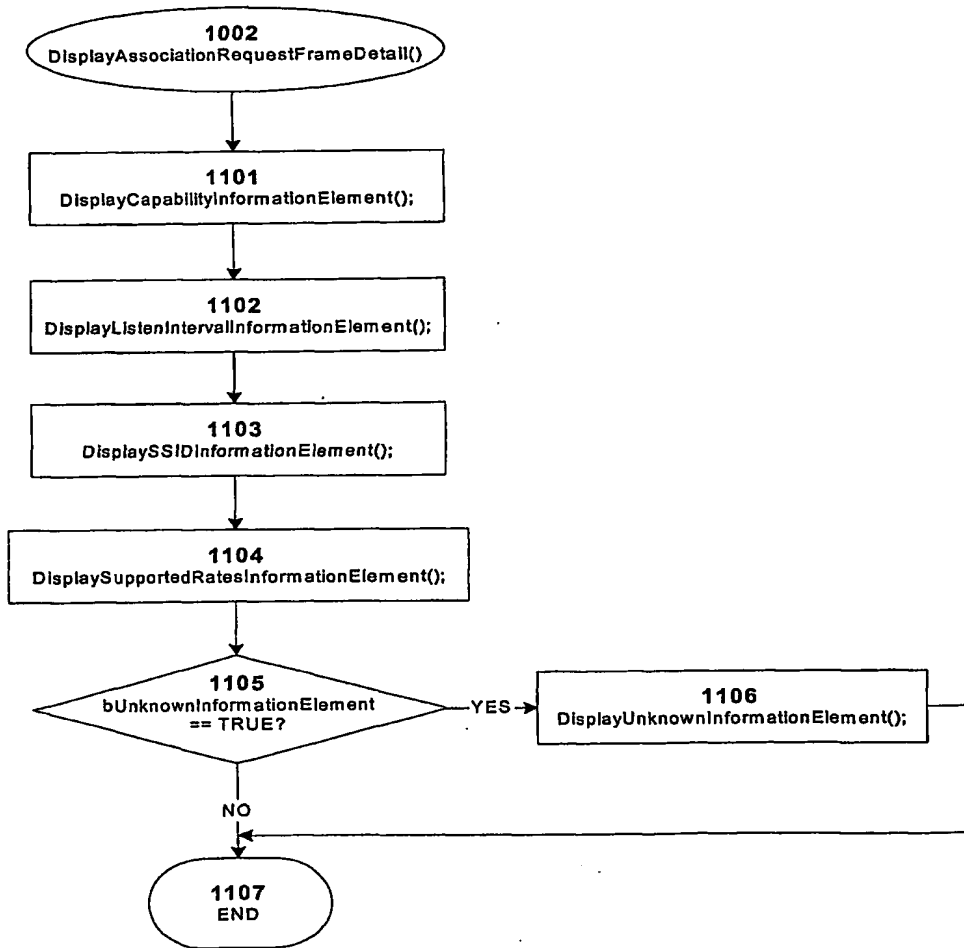 1002
DisplayAssociationRequestFrameDetail()
1101
DisplayCapabilityInformationElement();
1102
DisplayListenIntervalInformationElement();
1103
DisplaySSIDInformationElement();
1104
DisplaySupportedRatesInformationElement();
1105
bUnknownInformationElement
== TRUE?
YES
1106
DisplayUnknownInformationElement();
NO
1107
END